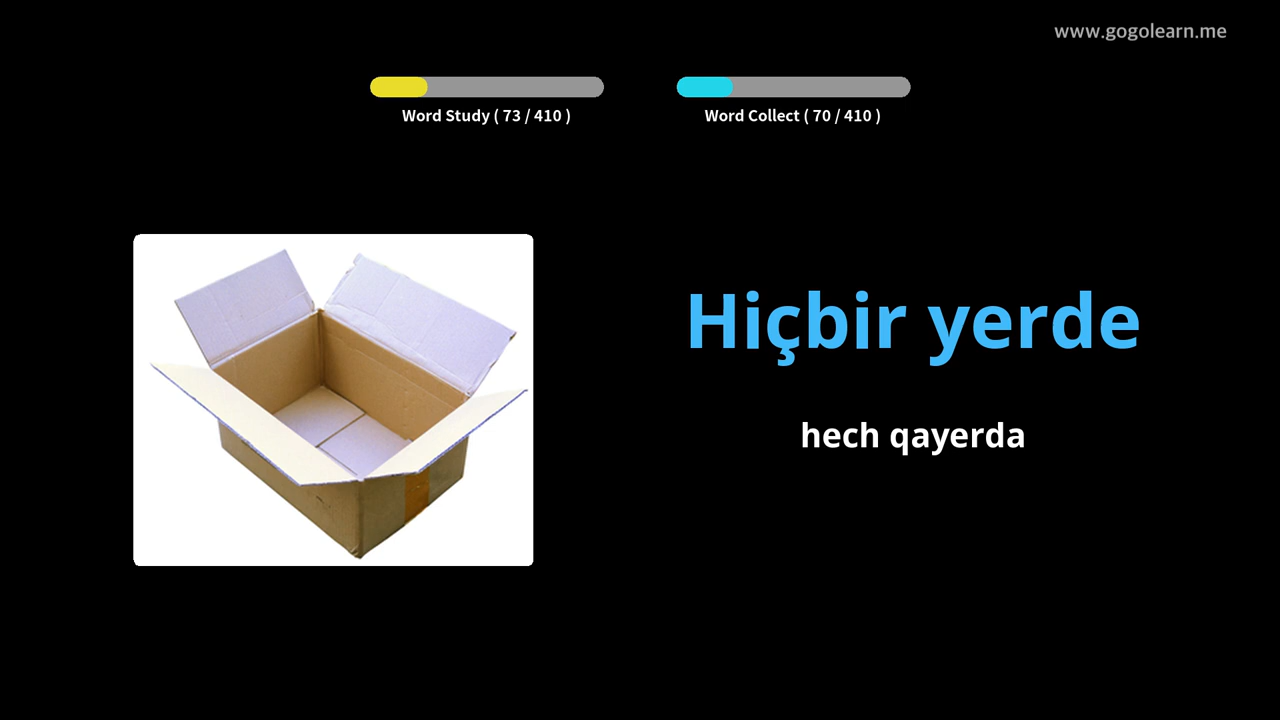 www.gogolearn.me
Word Study ( 73 / 410 )
Word Collect ( 70 / 410 )
Hiçbir yerde
hech qayerda